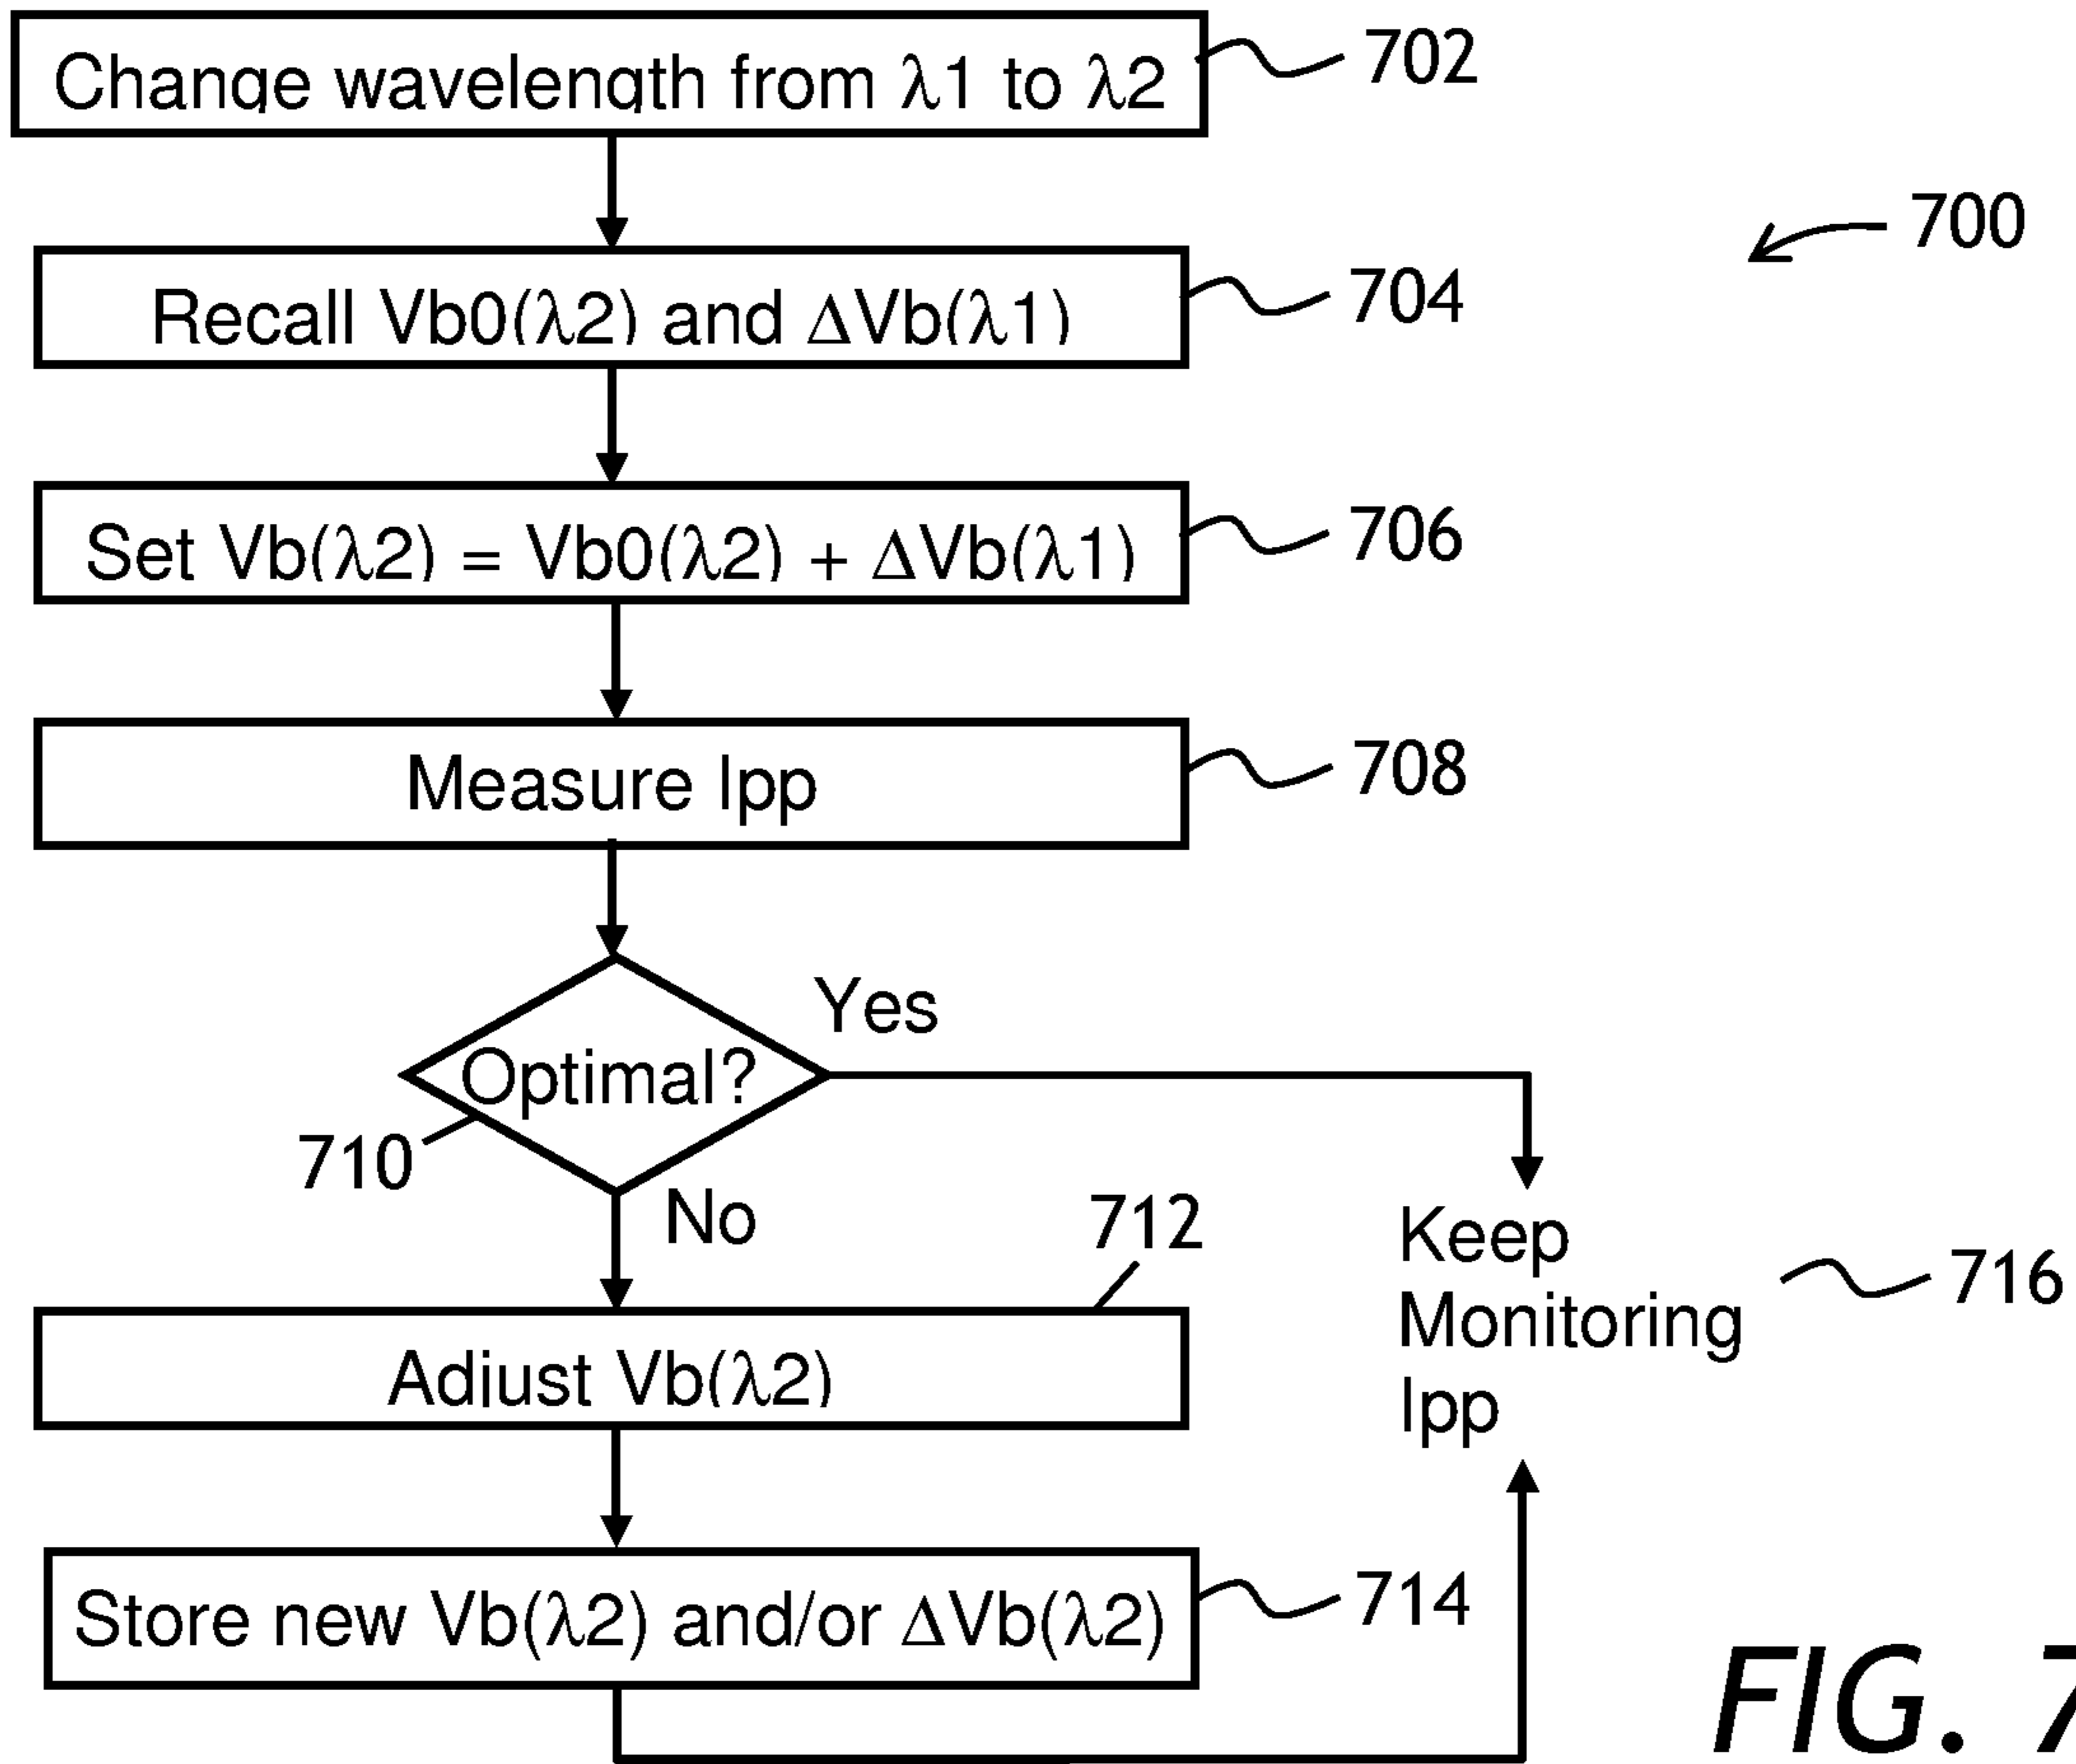 Change wavelength from λ1 to λ2
702
700
Recall Vb0(λ2) and ΔVb(λ1)
704
Set Vb(λ2) = Vb0(λ2) + ΔVb(λ1)
706
Measure Ipp
708
Yes
Optimal?
710
No
712
Keep
Monitoring
Ipp
716
Adjust Vb(λ2)
Store new Vb(λ2) and/or ΔVb(λ2)
714
FIG. 7